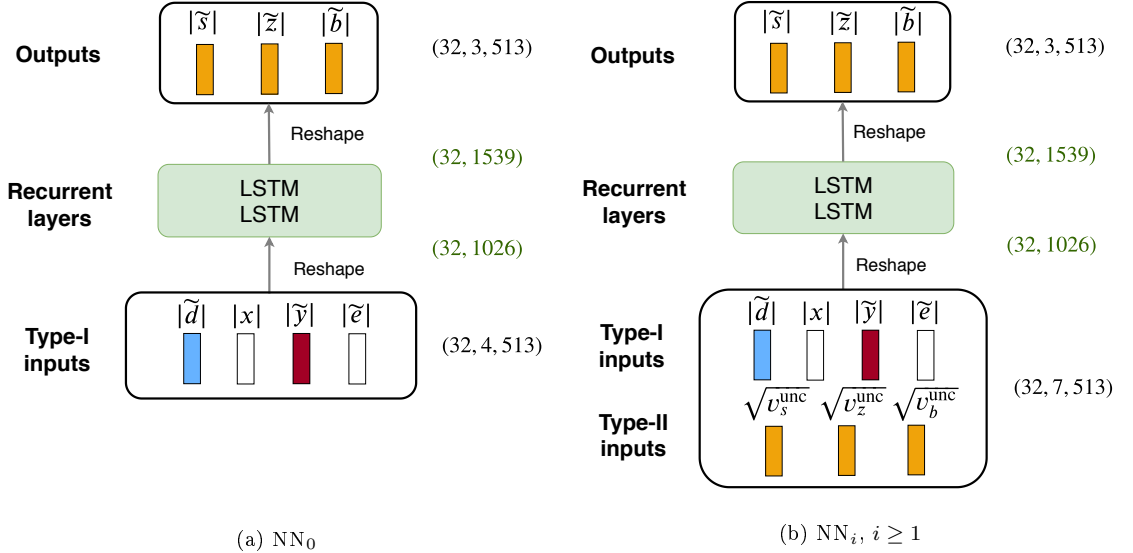 |s̃| |z̃| |b̃|
Outputs
(32, 3, 513)
Reshape
(32, 1539)
Recurrent
layers
LSTM
LSTM
(32, 1026)
Reshape
|d̃| |x| |ỹ| |ẽ|
Type-I
inputs
(32, 4, 513)
(a) NN₀
|s̃| |z̃| |b̃|
Outputs
(32, 3, 513)
Reshape
(32, 1539)
Recurrent
layers
LSTM
LSTM
(32, 1026)
Reshape
|d̃| |x| |ỹ| |ẽ|
Type-I
inputs
(32, 7, 513)
√v_s^unc √v_z^unc √v_b^unc
Type-II
inputs
(b) NNᵢ, i ≥ 1